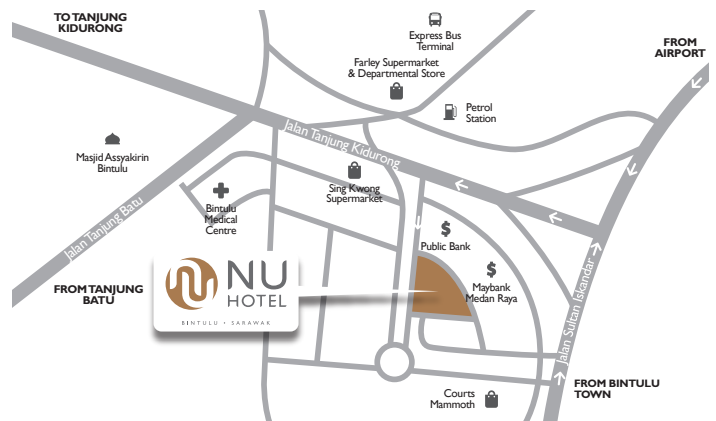 TO TANJUNG
KIDURONG
Express Bus
Terminal
FROM
AIRPORT
Farley Supermarket
& Departmental Store
Petrol
Station
Jalan Tanjung Kidurong
Masjid Assyakirin
Bintulu
Sing Kwong
Supermarket
Bintulu
Medical
Centre
Jalan Tanjung Batu
$
Public Bank
$
Maybank
Medan Raya
FROM TANJUNG
BATU
NU
HOTEL
BINTULU • SARAWAK
Jalan Sultan Iskandar
FROM BINTULU
TOWN
Courts
Mammoth